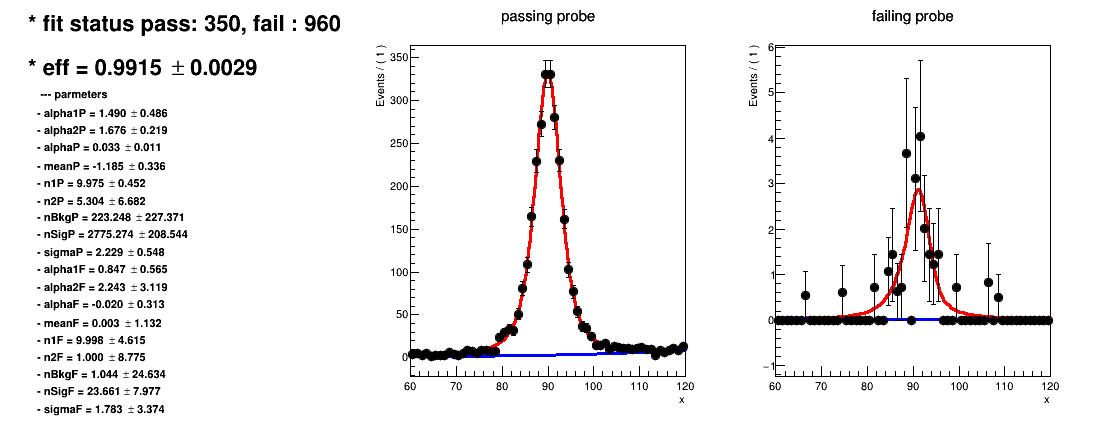 * fit status pass: 350, fail : 960
* eff = 0.9915 ± 0.0029
--- parmeters
- alpha1P = 1.490 ± 0.486
- alpha2P = 1.676 ± 0.219
- alphaP = 0.033 ± 0.011
- meanP = -1.185 ± 0.336
- n1P = 9.975 ± 0.452
- n2P = 5.304 ± 6.682
- nBkgP = 223.248 ± 227.371
- nSigP = 2775.274 ± 208.544
- sigmaP = 2.229 ± 0.548
- alpha1F = 0.847 ± 0.565
- alpha2F = 2.243 ± 3.119
- alphaF = -0.020 ± 0.313
- meanF = 0.003 ± 1.132
- n1F = 9.998 ± 4.615
- n2F = 1.000 ± 8.775
- nBkgF = 1.044 ± 24.634
- nSigF = 23.661 ± 7.977
- sigmaF = 1.783 ± 3.374
passing probe
Events / ( 1 )
350
300
250
200
150
100
50
0
60 70 80 90 100 110 120
x
failing probe
Events / ( 1 )
6
5
4
3
2
1
0
−1
60 70 80 90 100 110 120
x